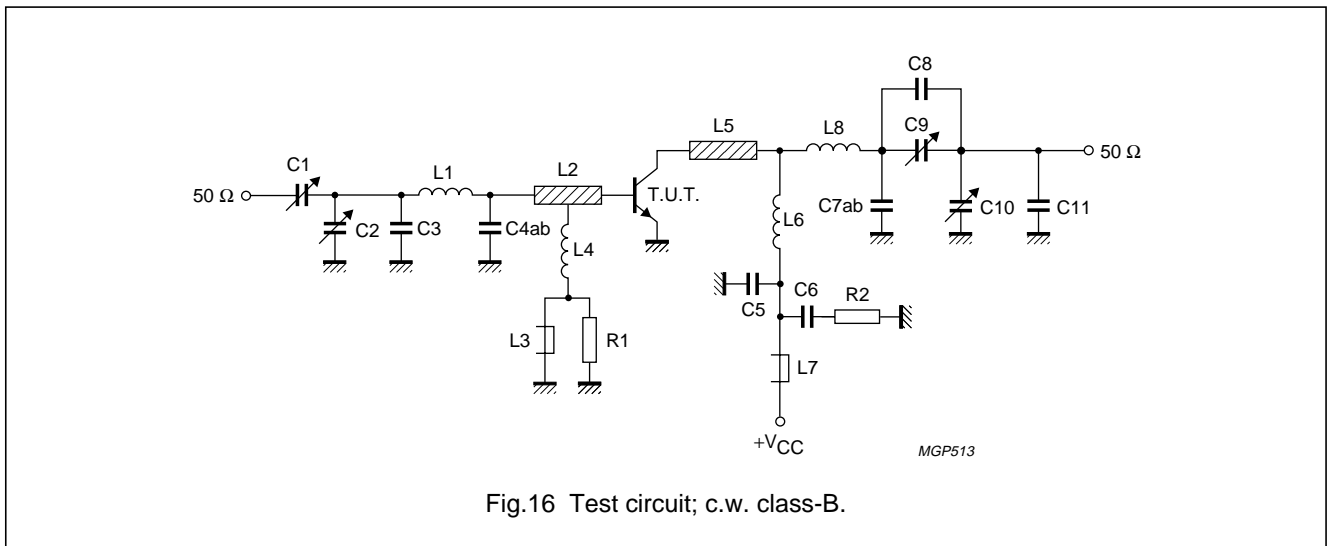 C8
L5
L8
C9
C1
L1
L2
50 Ω
T.U.T.
50 Ω
C2
C3
C4ab
L4
L6
C7ab
C10
C11
C5
C6
R2
L3
R1
L7
+VCC
MGP513
Fig.16 Test circuit; c.w. class-B.